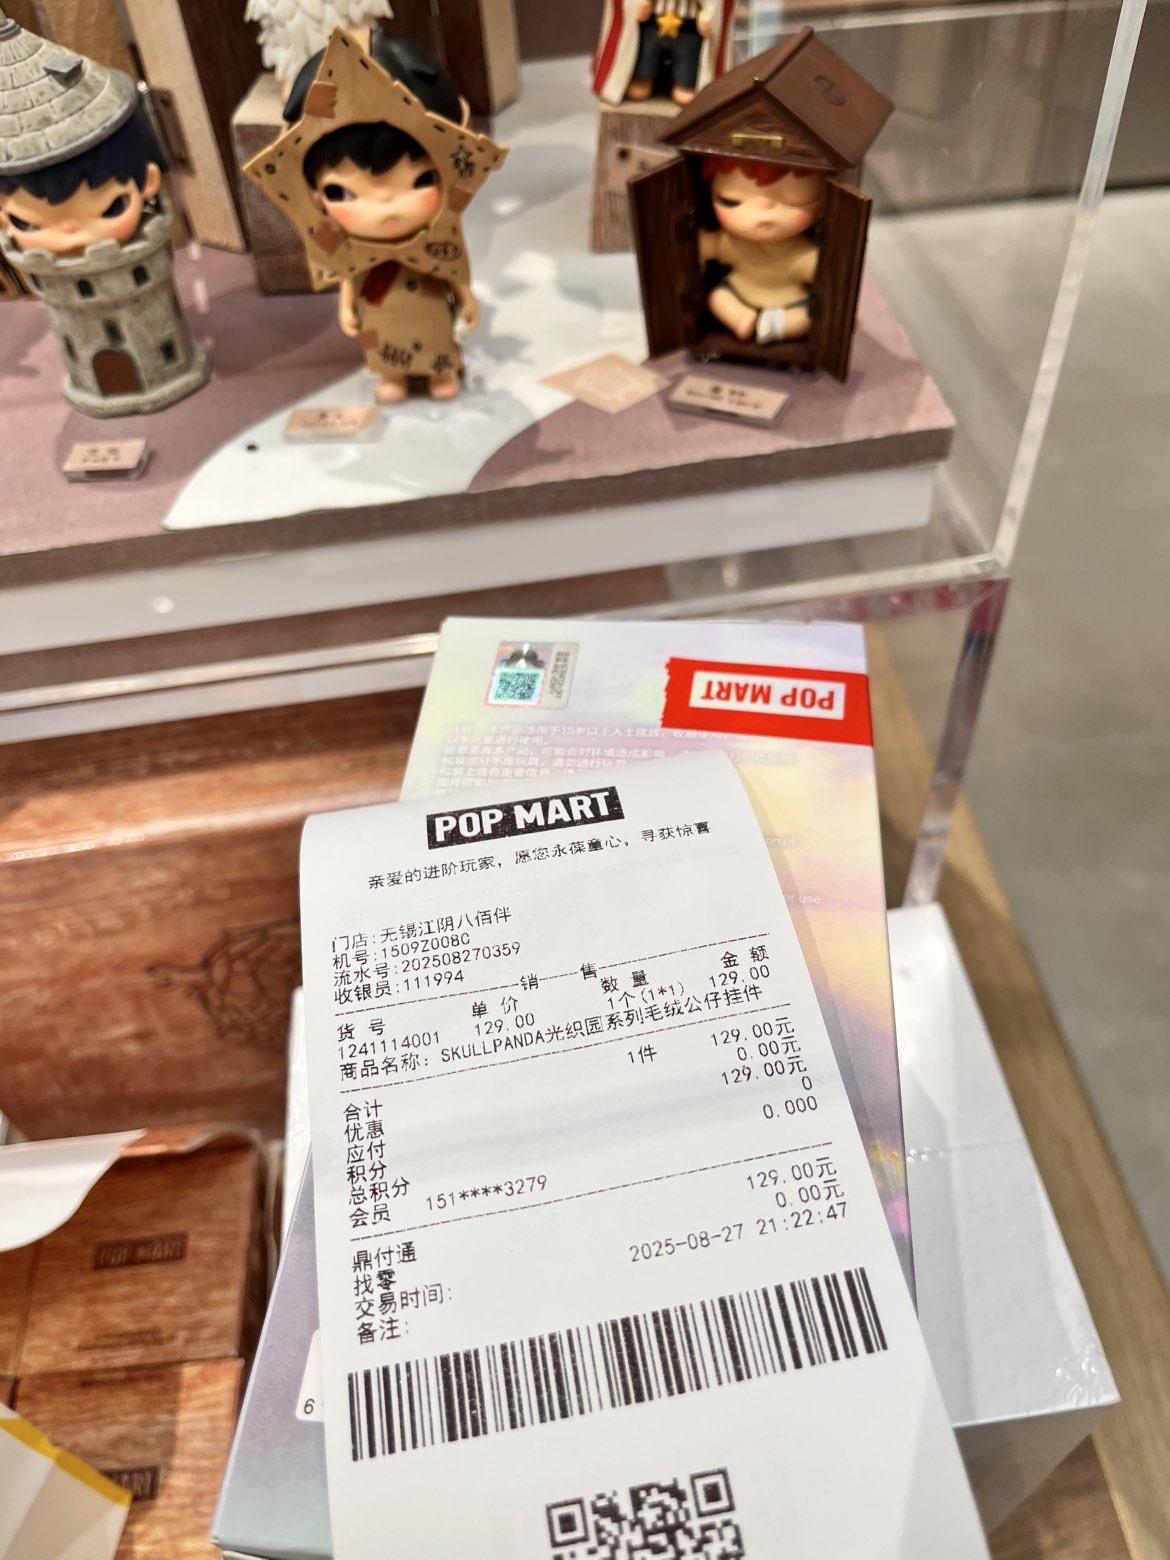 POP MART
POP MART
亲爱的进阶玩家，愿您永葆童心，寻获惊喜
门店:无锡江阴八佰伴
机号:1509Z008C
流水号:202508270359
收银员:111994
销 售
货 号 单 价 数 量 金 额
1241114001 129.00 1个(1*1) 129.00
商品名称: SKULLPANDA光织园系列毛绒公仔挂件
合计 1件 129.00元
优惠 0.00元
应付 129.00元
积分 0
总积分 0.000
会员 151****3279
鼎付通 129.00元
找零 0.00元
交易时间: 2025-08-27 21:22:47
备注:
6
POP MART